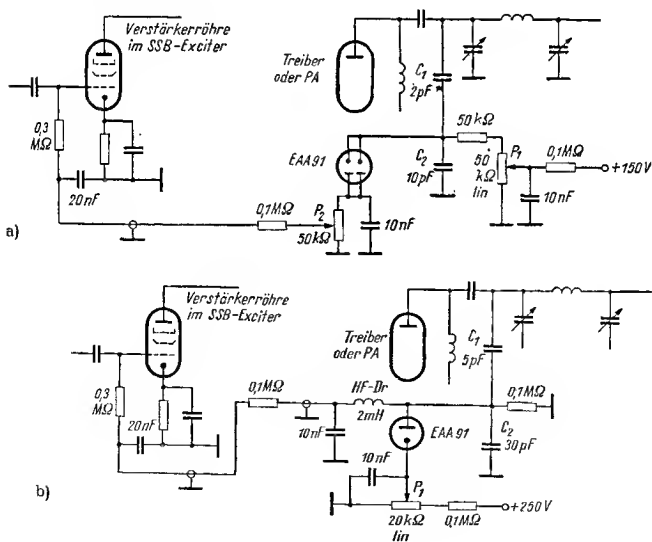 a)
Verstärkerröhre
im SSB-Exciter
0,3
MΩ
20nF
Treiber
oder PA
C1
2pF*
50kΩ
EAA91
C2
10pF
50
kΩ
lin
P1
0,1MΩ
+150V
10nF
0,1MΩ
P2
50kΩ
10nF
b)
Verstärkerröhre
im SSB-Exciter
0,3
MΩ
20nF
0,1MΩ
HF-Dr
2mH
10nF
Treiber
oder PA
C1
5pF
0,1MΩ
EAA91
C2
30pF
10nF
P1
20kΩ
lin
0,1MΩ
+250V